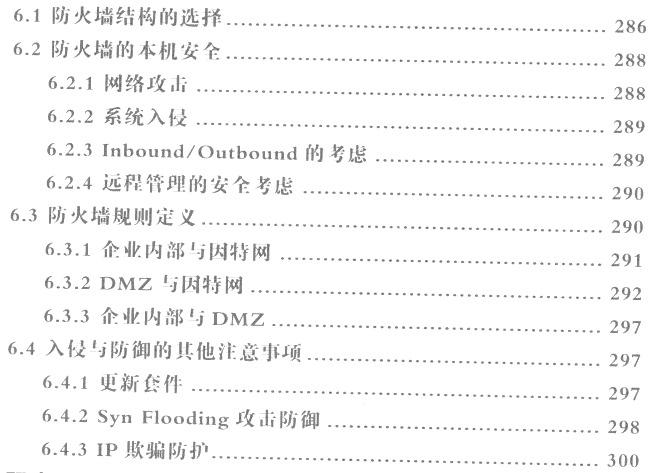 6.1 防火墙结构的选择 286
6.2 防火墙的本机安全 288
6.2.1 网络攻击 288
6.2.2 系统入侵 289
6.2.3 Inbound/Outbound 的考虑 289
6.2.4 远程管理的安全考虑 290
6.3 防火墙规则定义 290
6.3.1 企业内部与因特网 291
6.3.2 DMZ 与因特网 292
6.3.3 企业内部与 DMZ 297
6.4 入侵与防御的其他注意事项 297
6.4.1 更新套件 297
6.4.2 Syn Flooding 攻击防御 298
6.4.3 IP 欺骗防护 300